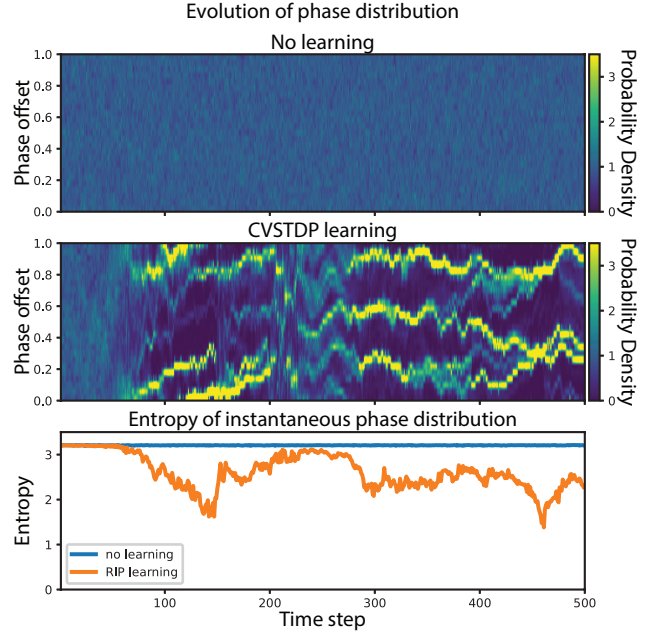 Evolution of phase distribution
No learning
Phase offset
1.0
0.8
0.6
0.4
0.2
0.0
3
2
1
0
Probability Density
CVSTDP learning
Phase offset
1.0
0.8
0.6
0.4
0.2
0.0
3
2
1
0
Probability Density
Entropy of instantaneous phase distribution
Entropy
3
2
1
0
no learning
RIP learning
100
200
300
400
500
Time step